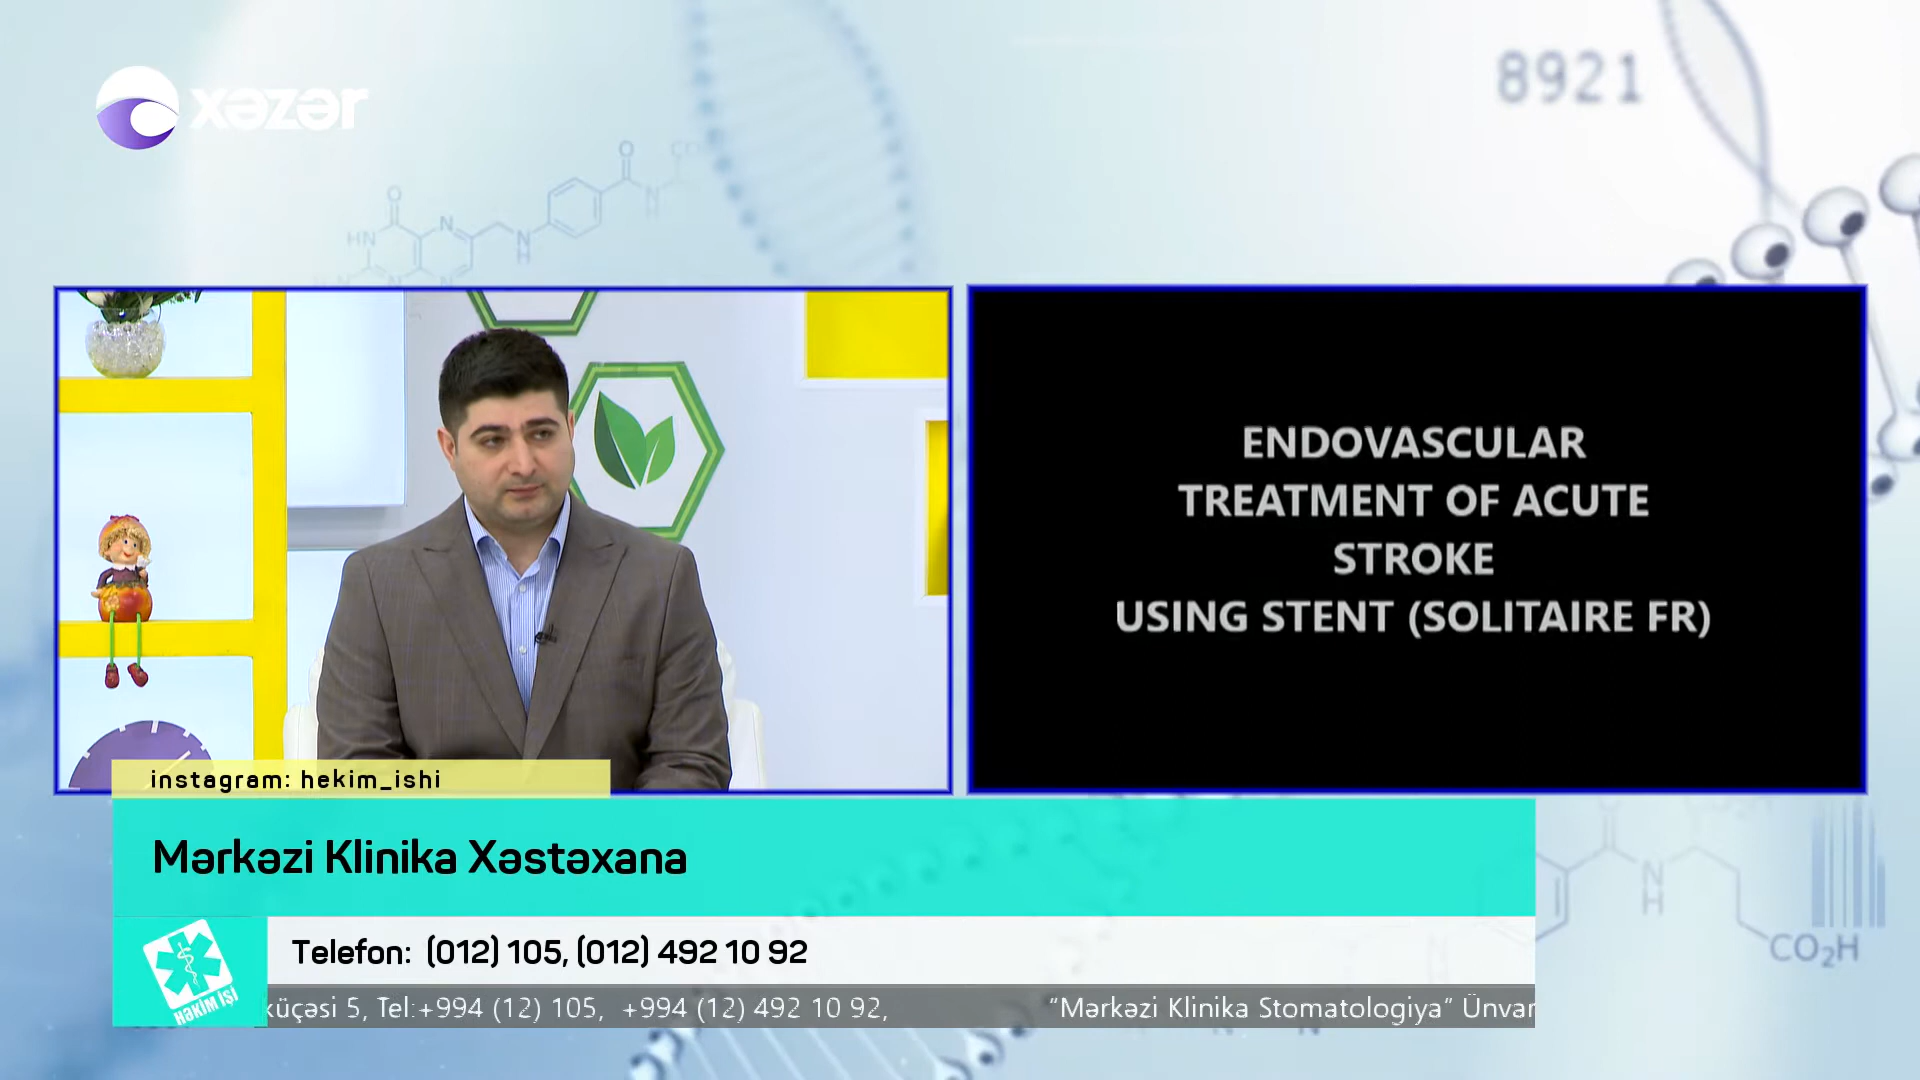 xəzər
8921
O
O
CO
HN
N
N
H
N
H
ENDOVASCULAR
TREATMENT OF ACUTE
STROKE
USING STENT (SOLITAIRE FR)
instagram: hekim_ishi
Mərkəzi Klinika Xəstəxana
Telefon: (012) 105, (012) 492 10 92
HƏKİM İŞİ
küçəsi 5, Tel:+994 (12) 105, +994 (12) 492 10 92, "Mərkəzi Klinika Stomatologiya" Ünvan
N
H
CO₂H